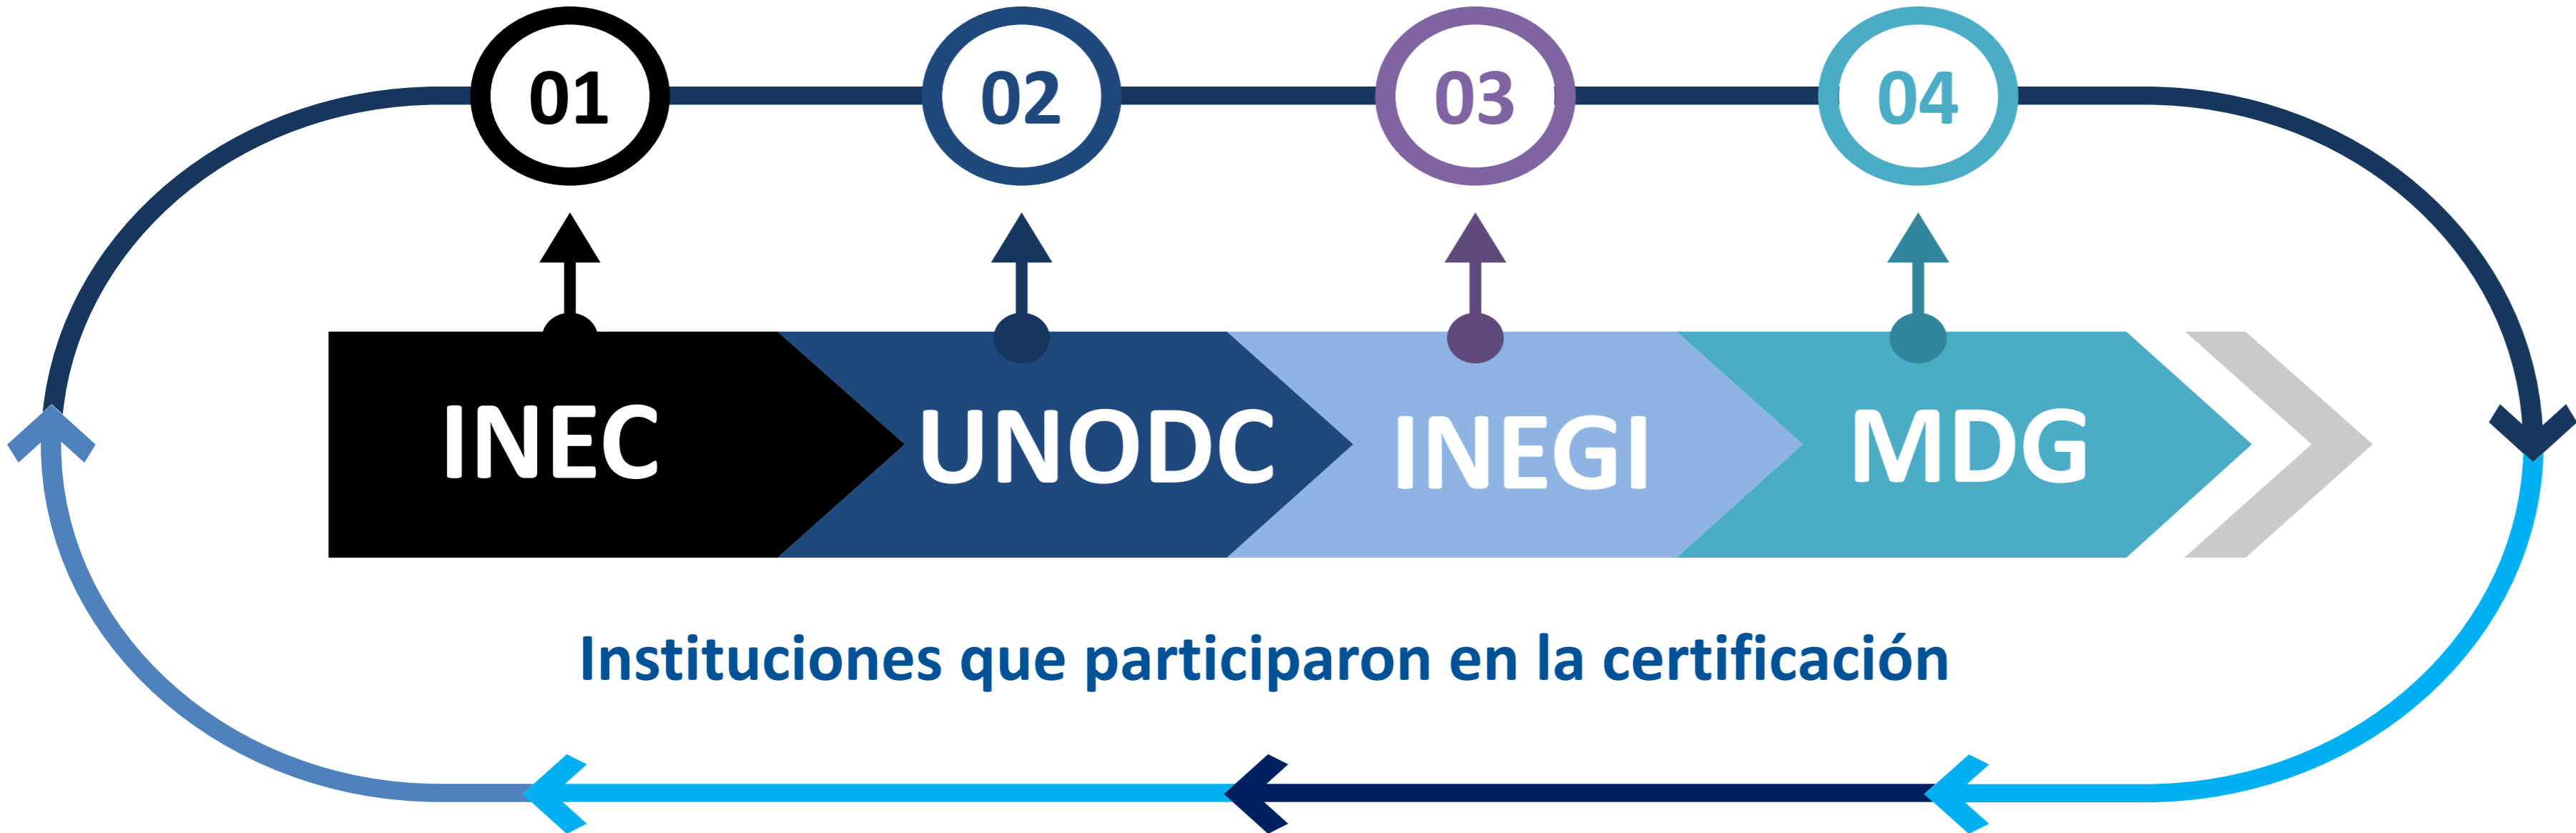 01 02 03 04
INEC UNODC INEGI MDG
Instituciones que participaron en la certificación